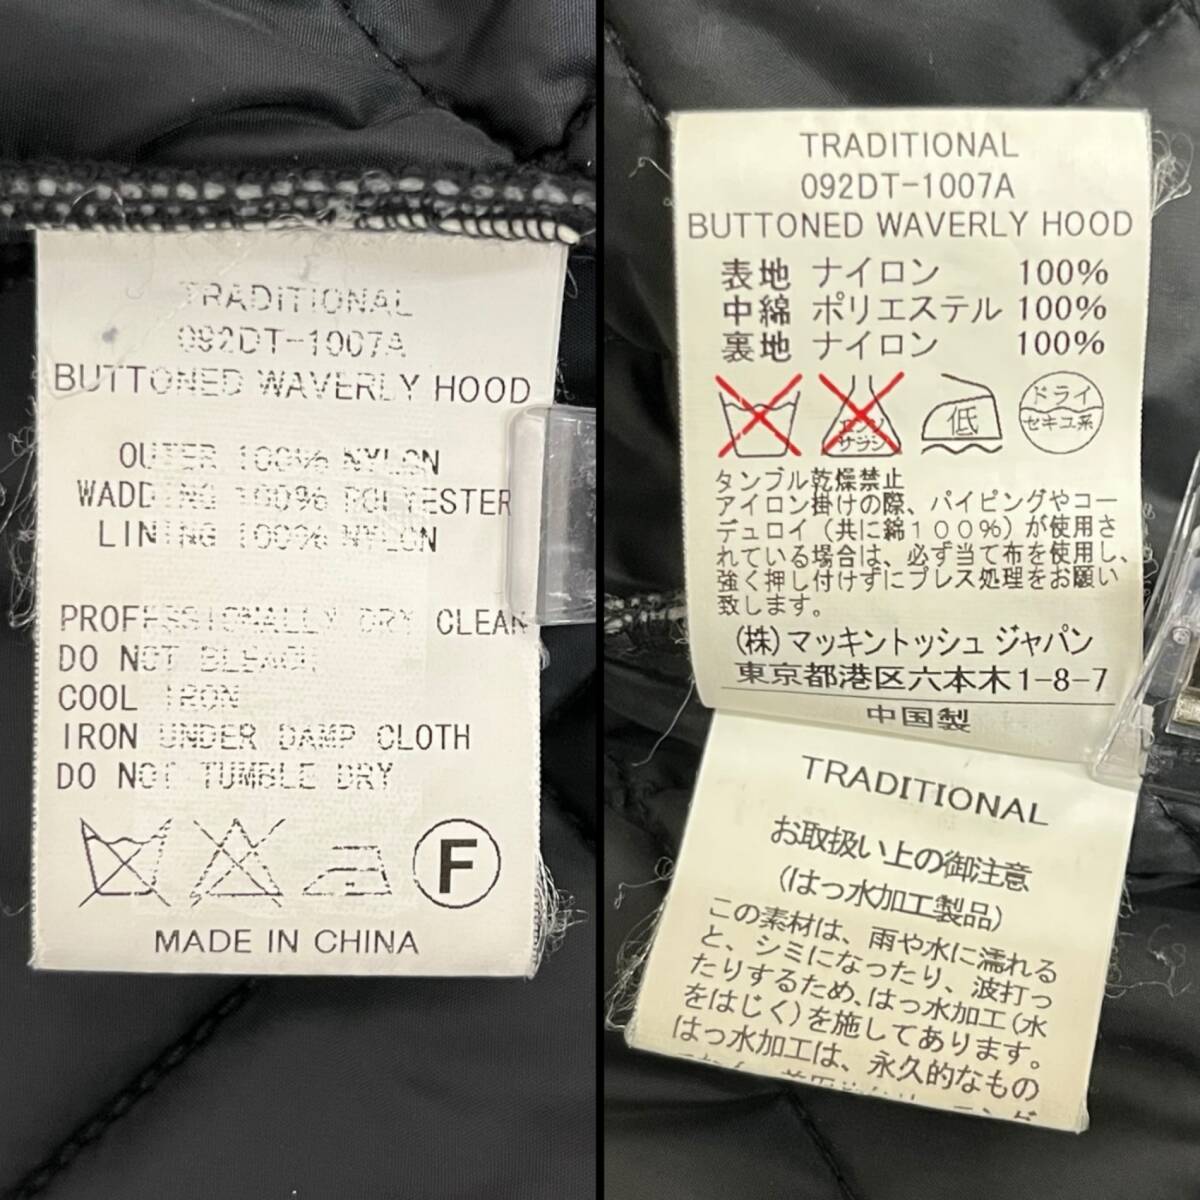 TRADITIONAL
092DT-1007A
BUTTONED WAVERLY HOOD
OUTER 100% NYLON
WADDING 100% POLYESTER
LINING 100% NYLON
PROFESSIONALLY DRY CLEAN
DO NOT BLEACH
COOL IRON
IRON UNDER DAMP CLOTH
DO NOT TUMBLE DRY
F
MADE IN CHINA
TRADITIONAL
092DT-1007A
BUTTONED WAVERLY HOOD
表地 ナイロン 100%
中綿 ポリエステル 100%
裏地 ナイロン 100%
エンソ
サラシ
低
ドライ
セキユ系
タンブル乾燥禁止
アイロン掛けの際、パイピングやコー
デュロイ(共に綿100%)が使用さ
れている場合は、必ず当て布を使用し、
強く押し付けずにプレス処理をお願い
致します。
(株)マッキントッシュ ジャパン
東京都港区六本木1-8-7
中国製
TRADITIONAL
お取扱い上の御注意
(はっ水加工製品)
この素材は、雨や水に濡れる
と、シミになったり、波打っ
たりするため、はっ水加工(水
をはじく)を施してあります。
はっ水加工は、永久的なもの